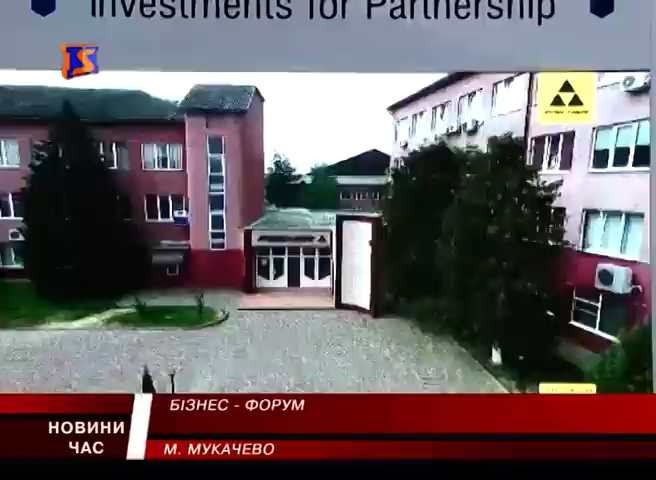 Investments for Partnership
БІЗНЕС - ФОРУМ
НОВИНИ
ЧАС
М. МУКАЧЕВО